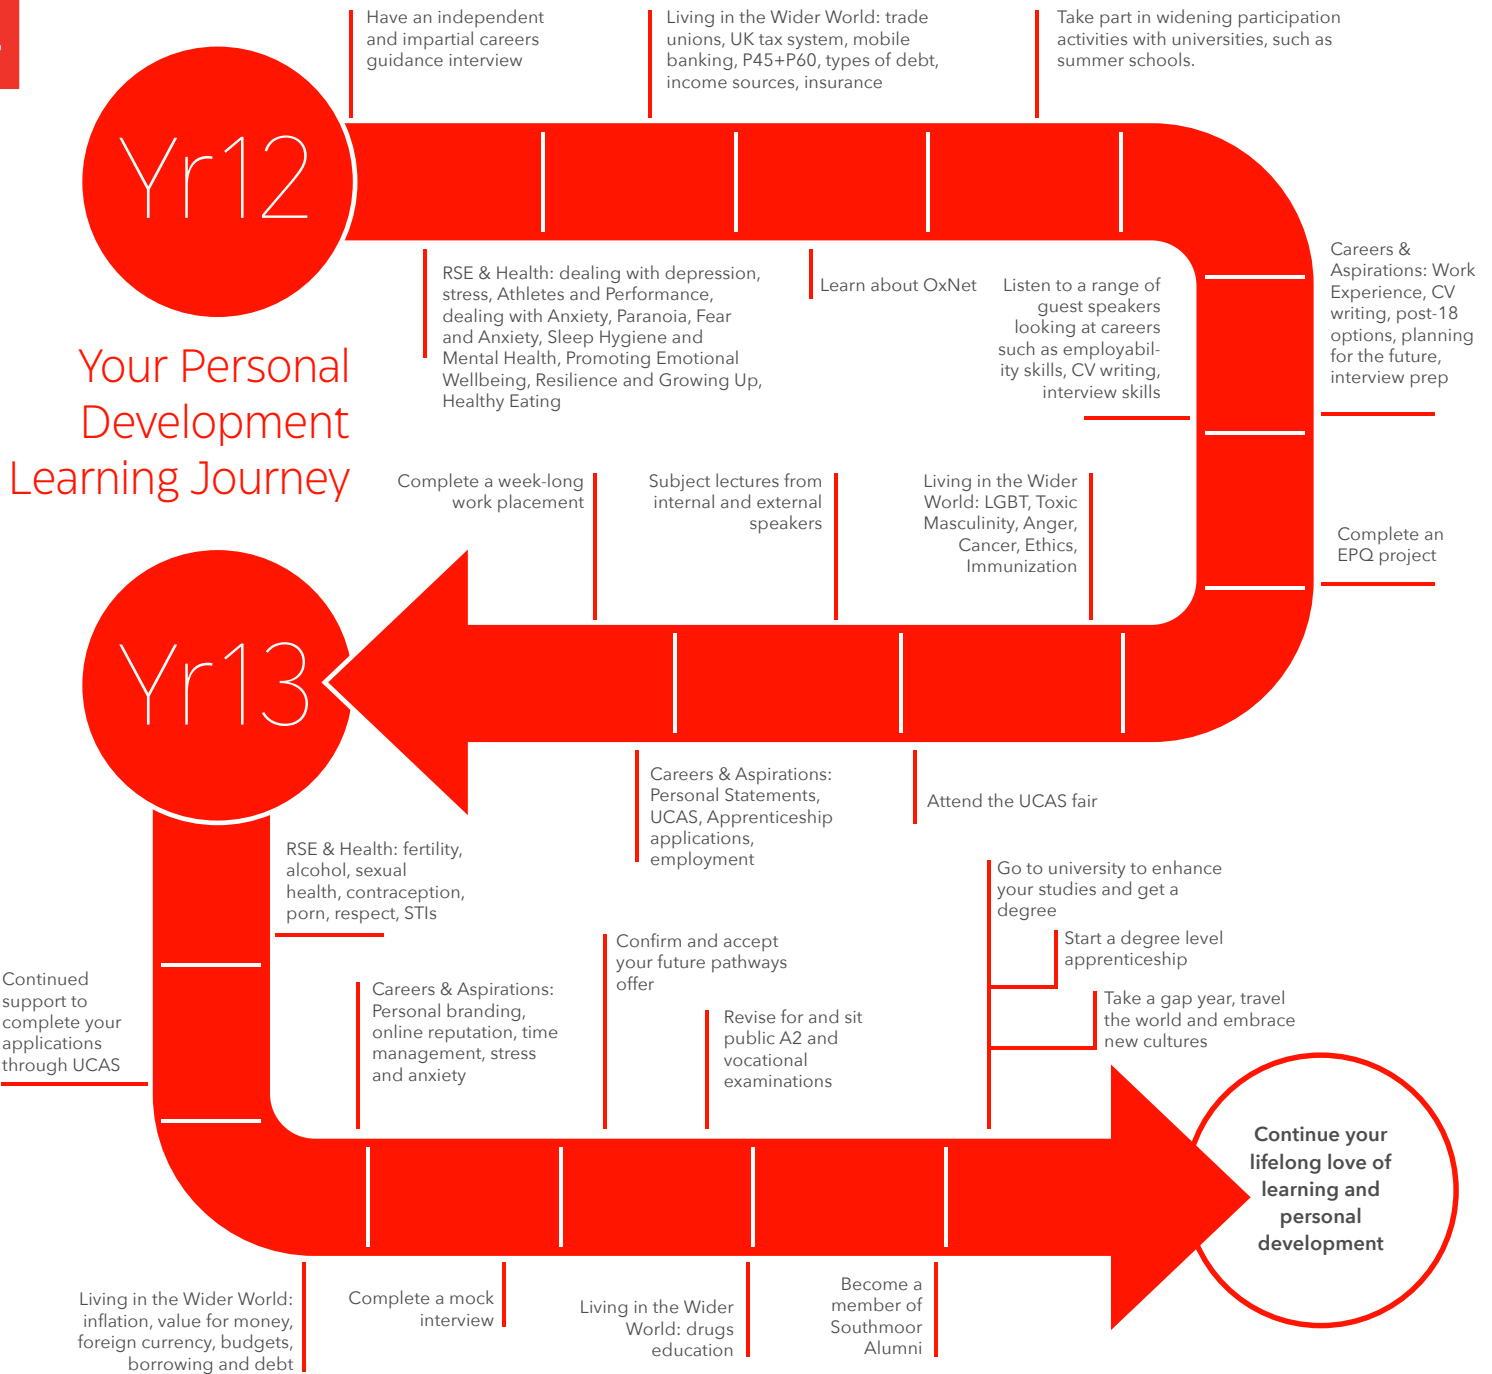 Have an independent
and impartial careers
guidance interview
Living in the Wider World: trade
unions, UK tax system, mobile
banking, P45+P60, types of debt,
income sources, insurance
Take part in widening participation
activities with universities, such as
summer schools.
Yr12
Your Personal
Development
Learning Journey
RSE & Health: dealing with depression,
stress, Athletes and Performance,
dealing with Anxiety, Paranoia, Fear
and Anxiety, Sleep Hygiene and
Mental Health, Promoting Emotional
Wellbeing, Resilience and Growing Up,
Healthy Eating
Learn about OxNet
Listen to a range of
guest speakers
looking at careers
such as employabil-
ity skills, CV writing,
interview skills
Careers &
Aspirations: Work
Experience, CV
writing, post-18
options, planning
for the future,
interview prep
Complete an
EPQ project
Living in the Wider
World: LGBT, Toxic
Masculinity, Anger,
Cancer, Ethics,
Immunization
Subject lectures from
internal and external
speakers
Complete a week-long
work placement
Attend the UCAS fair
Careers & Aspirations:
Personal Statements,
UCAS, Apprenticeship
applications,
employment
Yr13
RSE & Health: fertility,
alcohol, sexual
health, contraception,
porn, respect, STIs
Continued
support to
complete your
applications
through UCAS
Careers & Aspirations:
Personal branding,
online reputation, time
management, stress
and anxiety
Living in the Wider World:
inflation, value for money,
foreign currency, budgets,
borrowing and debt
Complete a mock
interview
Confirm and accept
your future pathways
offer
Revise for and sit
public A2 and
vocational
examinations
Living in the Wider
World: drugs
education
Become a
member of
Southmoor
Alumni
Go to university to enhance
your studies and get a
degree
Start a degree level
apprenticeship
Take a gap year, travel
the world and embrace
new cultures
Continue your
lifelong love of
learning and
personal
development